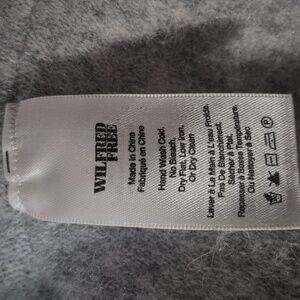 WILFRED
FREE
Made in China
Fabriqué en Chine
Hand Wash Cold.
No Bleach.
Dry Flat. Low Iron.
Or Dry Clean
Laver à La Main à L'eau Froide.
Pas De Blanchiment.
Sécher à Plat.
Repasser à Basse Température.
Ou Nettoyer à Sec